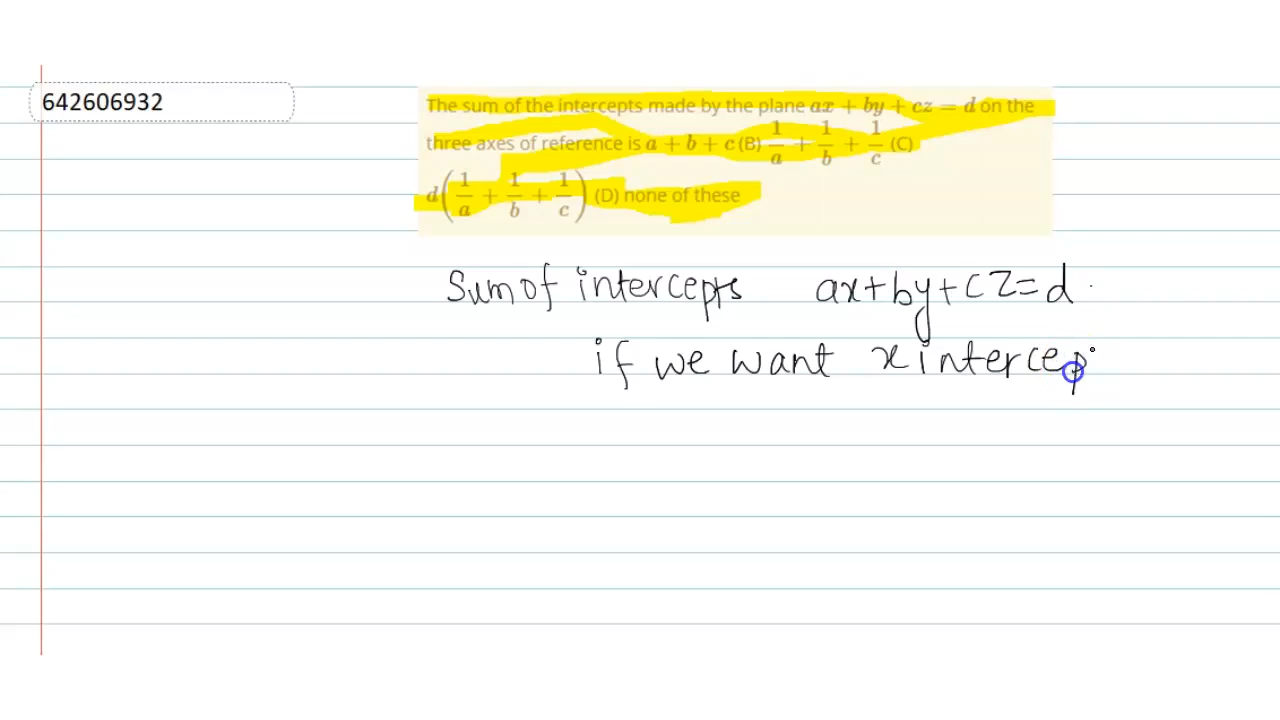 642606932
The sum of the intercepts made by the plane ax + by + cz = d on the
three axes of reference is a + b + c (B) 1/a + 1/b + 1/c (C)
d(1/a + 1/b + 1/c) (D) none of these
Sum of intercepts ax+by+cz=d
if we want x intercep